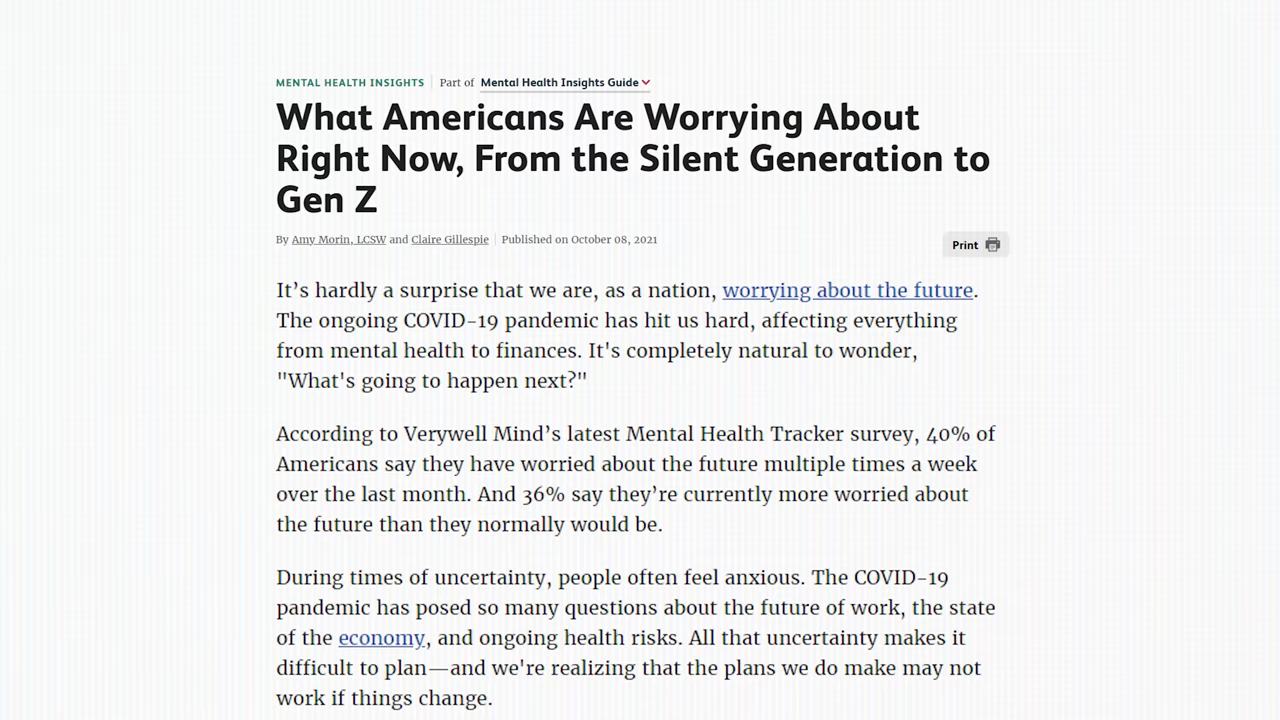 MENTAL HEALTH INSIGHTS Part of Mental Health Insights Guide
What Americans Are Worrying About
Right Now, From the Silent Generation to
Gen Z
By Amy Morin, LCSW and Claire Gillespie Published on October 08, 2021
Print
It’s hardly a surprise that we are, as a nation, worrying about the future.
The ongoing COVID-19 pandemic has hit us hard, affecting everything
from mental health to finances. It's completely natural to wonder,
"What's going to happen next?"
According to Verywell Mind’s latest Mental Health Tracker survey, 40% of
Americans say they have worried about the future multiple times a week
over the last month. And 36% say they’re currently more worried about
the future than they normally would be.
During times of uncertainty, people often feel anxious. The COVID-19
pandemic has posed so many questions about the future of work, the state
of the economy, and ongoing health risks. All that uncertainty makes it
difficult to plan—and we're realizing that the plans we do make may not
work if things change.